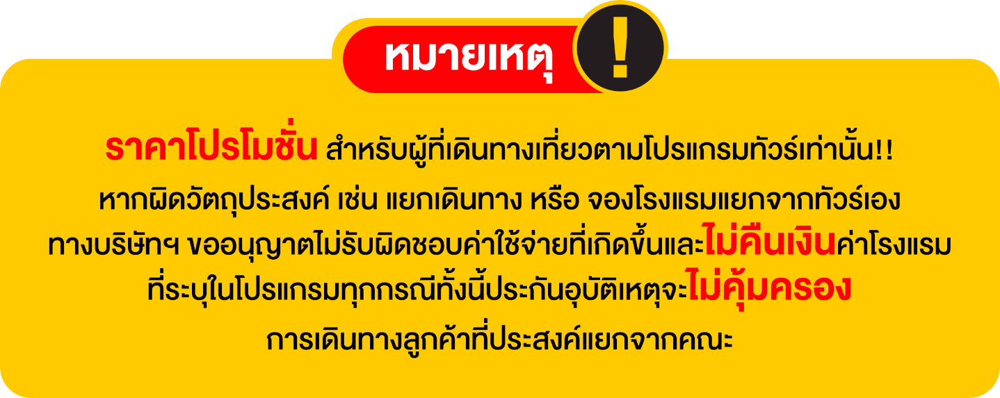 หมายเหตุ !
ราคาโปรโมชั่น สำหรับผู้ที่เดินทางเที่ยวตามโปรแกรมทัวร์เท่านั้น!!
หากผิดวัตถุประสงค์ เช่น แยกเดินทาง หรือ จองโรงแรมแยกจากทัวร์เอง
ทางบริษัทฯ ขออนุญาตไม่รับผิดชอบค่าใช้จ่ายที่เกิดขึ้นและไม่คืนเงินค่าโรงแรม
ที่ระบุในโปรแกรมทุกกรณีทั้งนี้ประกันอุบัติเหตุจะไม่คุ้มครอง
การเดินทางลูกค้าที่ประสงค์แยกจากคณะ